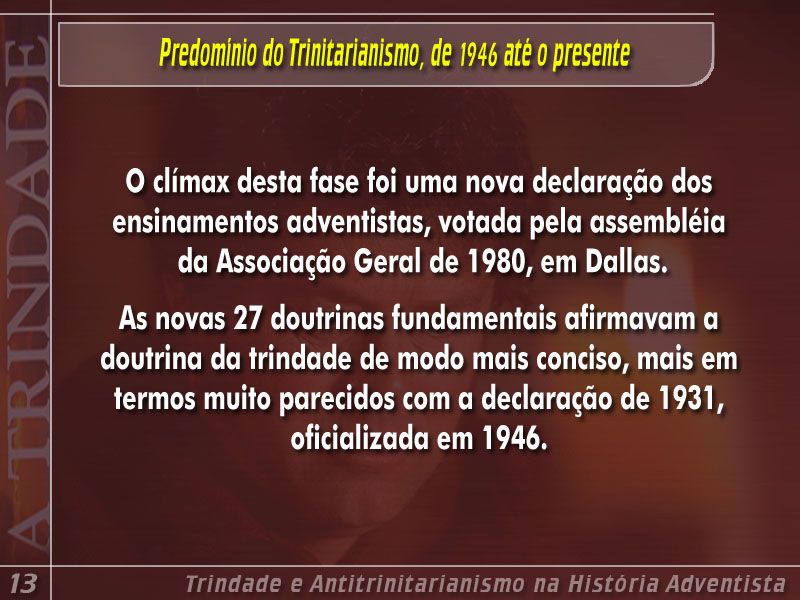 Predomínio do Trinitarianismo, de 1946 até o presente
O clímax desta fase foi uma nova declaração dos
ensinamentos adventistas, votada pela assembléia
da Associação Geral de 1980, em Dallas.
As novas 27 doutrinas fundamentais afirmavam a
doutrina da trindade de modo mais conciso, mais em
termos muito parecidos com a declaração de 1931,
oficializada em 1946.
A TRINDADE
13
Trindade e Antitrinitarianismo na História Adventista